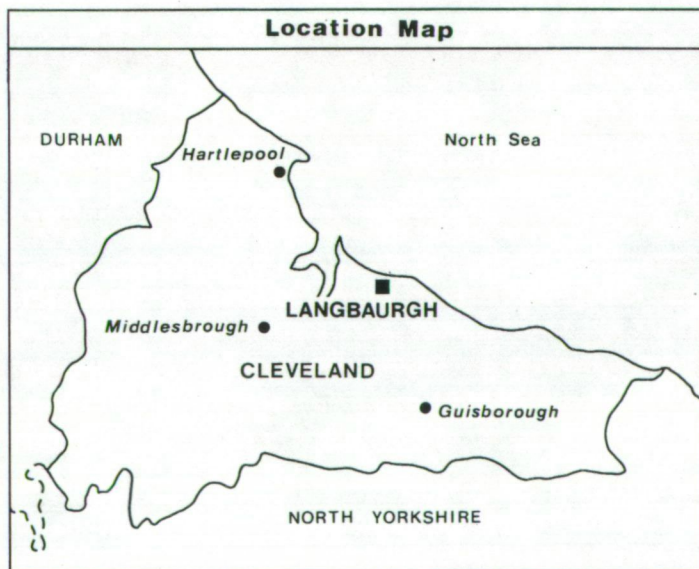 Location Map
DURHAM
North Sea
Hartlepool
LANGBAURGH
Middlesbrough
CLEVELAND
Guisborough
NORTH YORKSHIRE